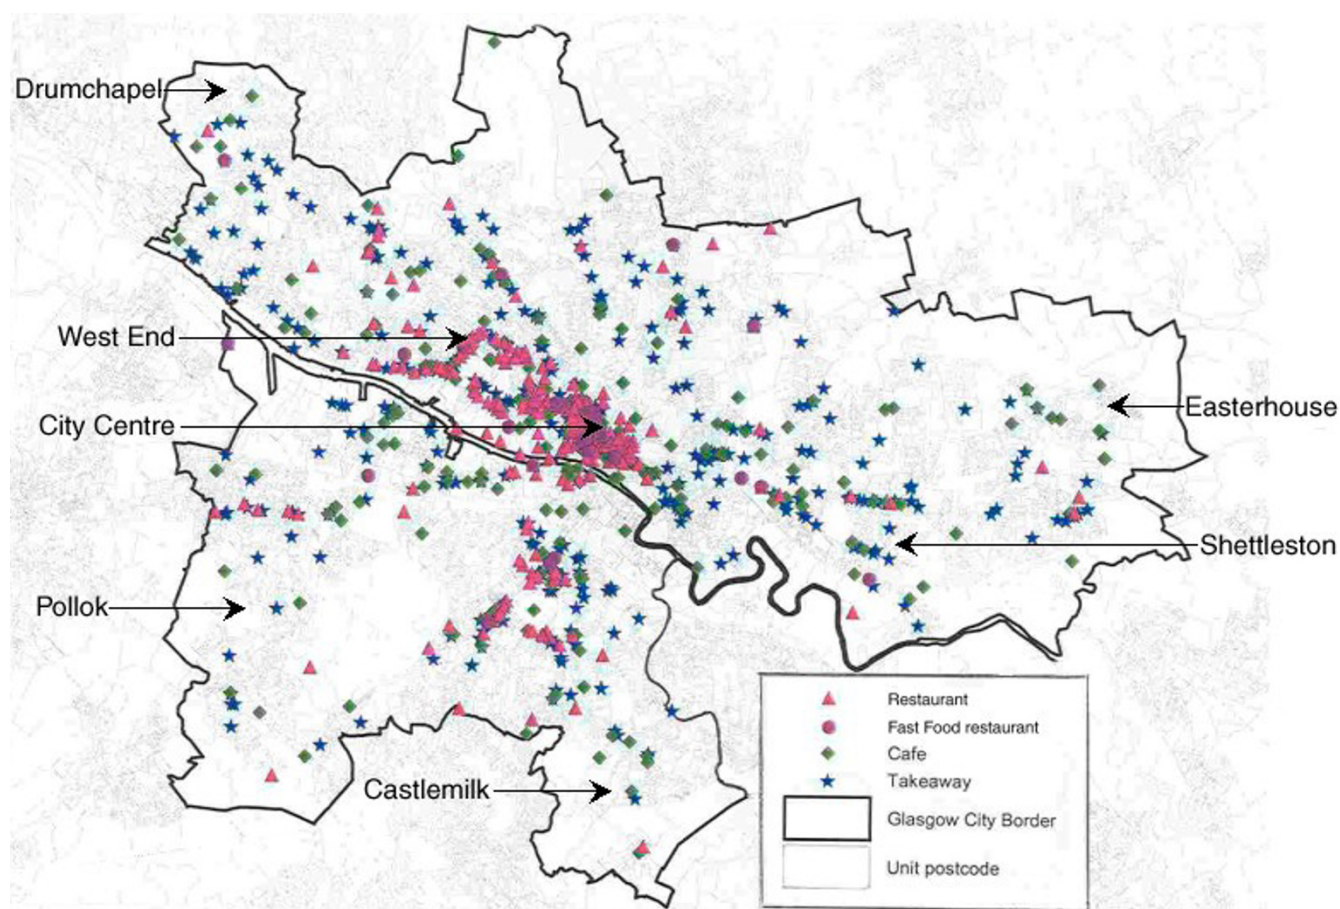 Drumchapel
West End
City Centre
Easterhouse
Shettleston
Pollok
Castlemilk
Restaurant
Fast Food restaurant
Cafe
Takeaway
Glasgow City Border
Unit postcode